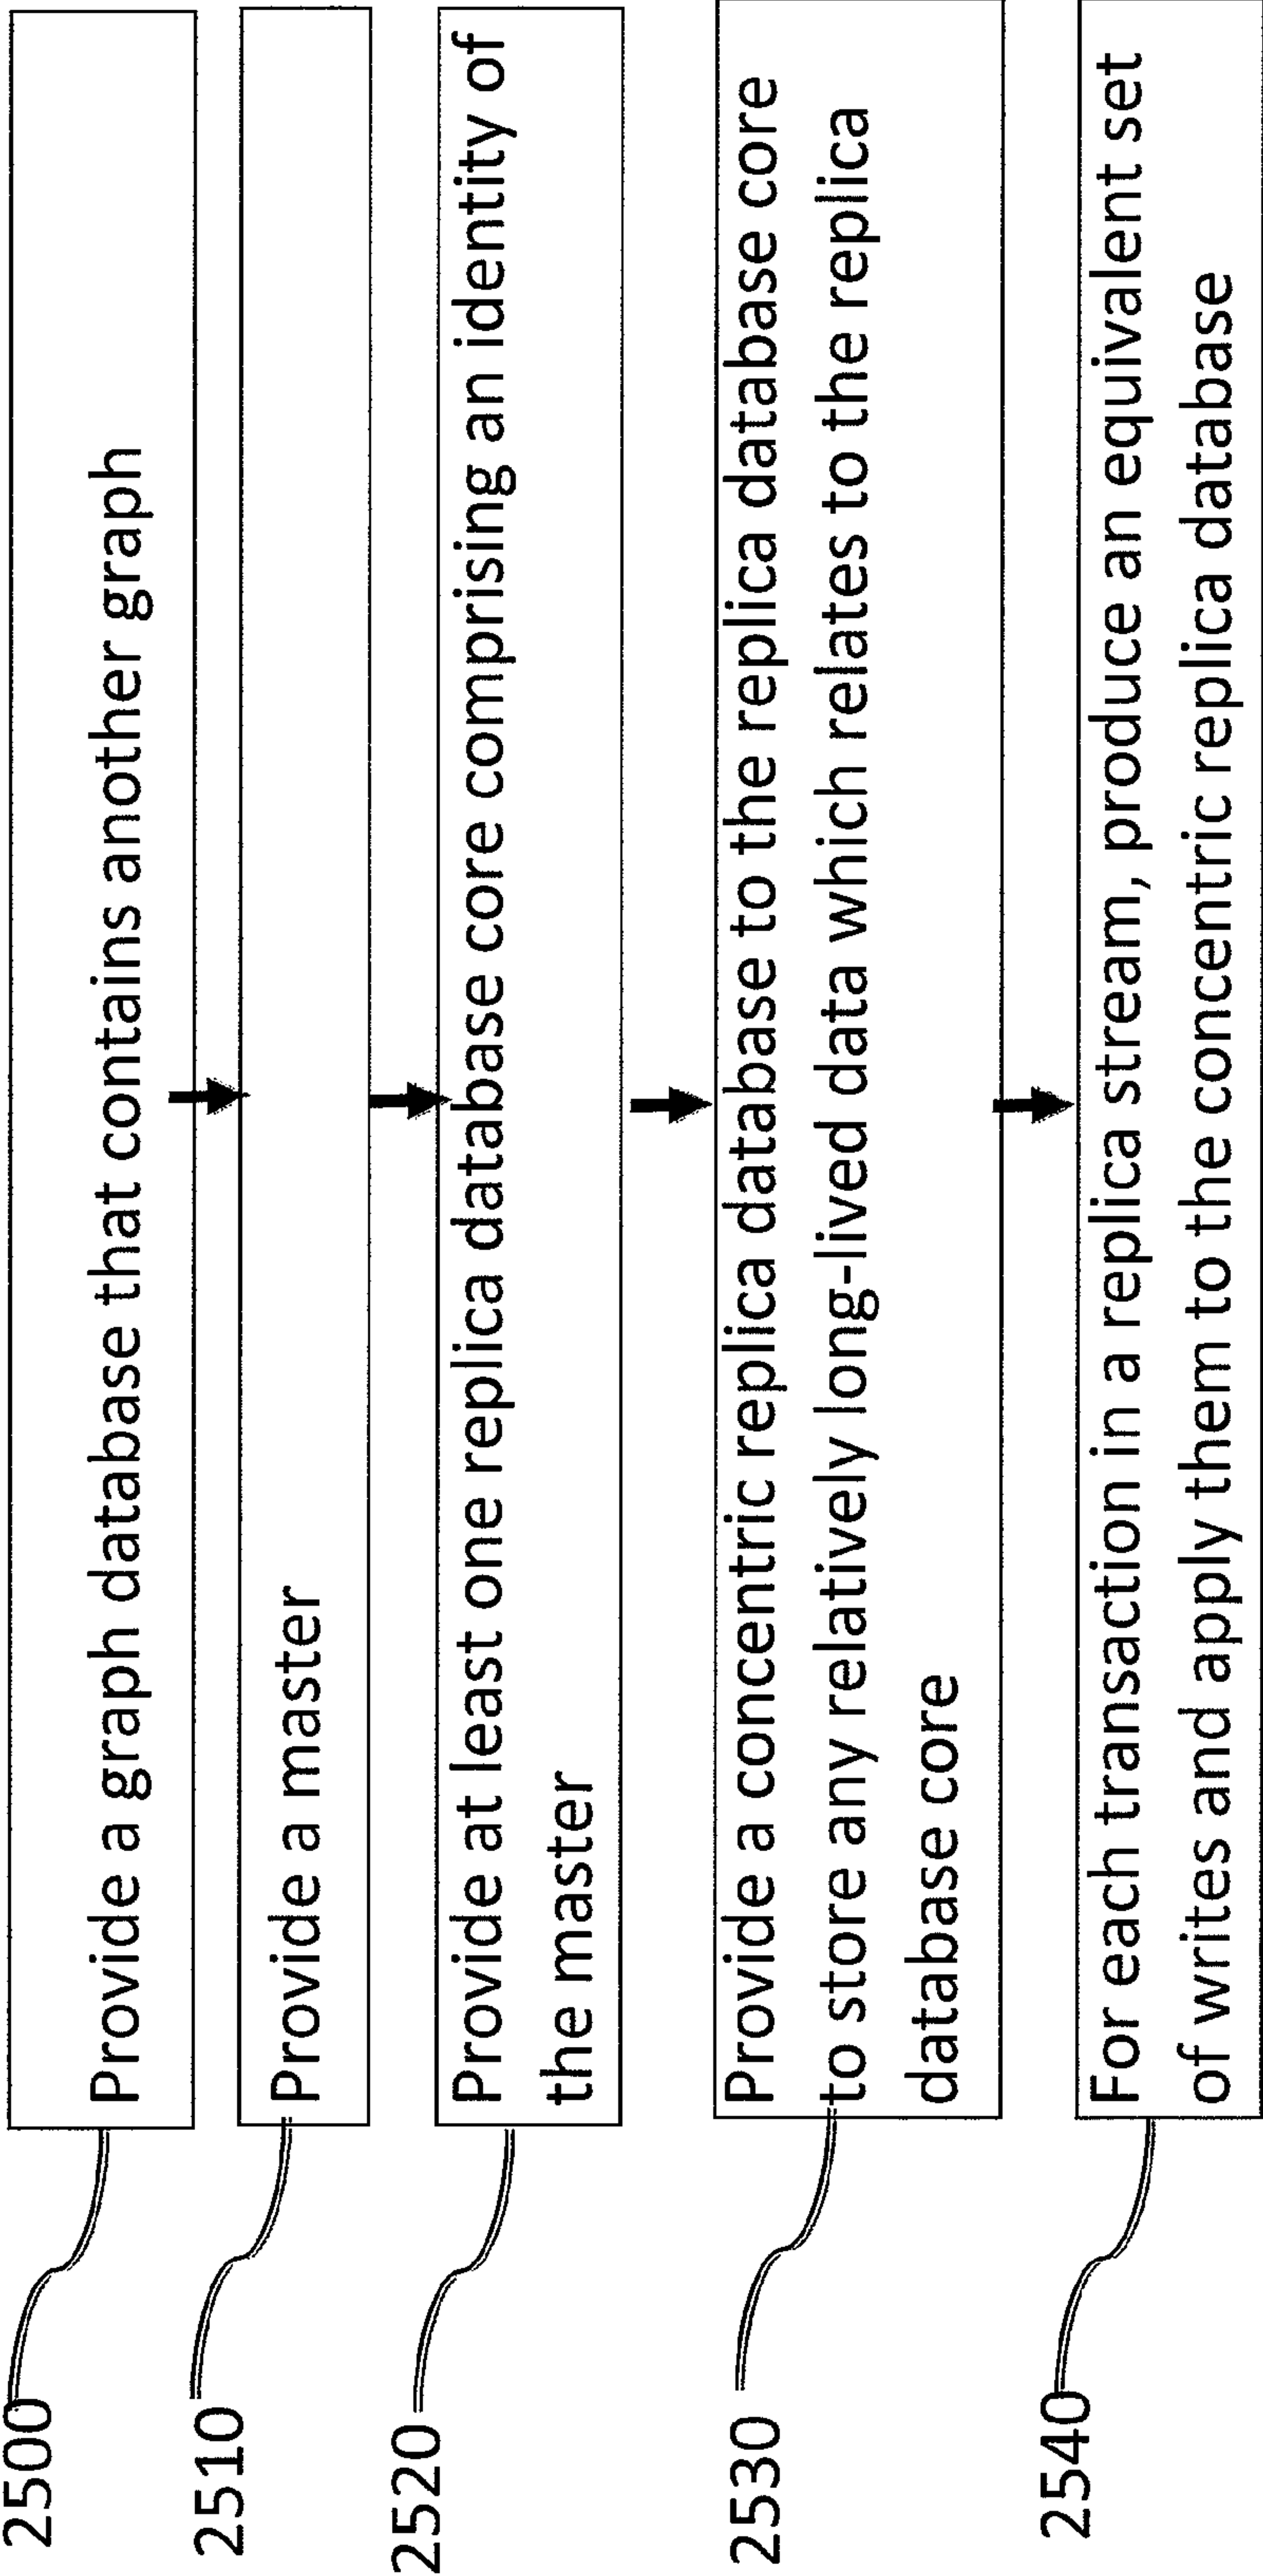 2500
Provide a graph database that contains another graph
2510
Provide a master
2520
Provide at least one replica database core comprising an identity of
the master
2530
Provide a concentric replica database to the replica database core
to store any relatively long-lived data which relates to the replica
database core
2540
For each transaction in a replica stream, produce an equivalent set
of writes and apply them to the concentric replica database